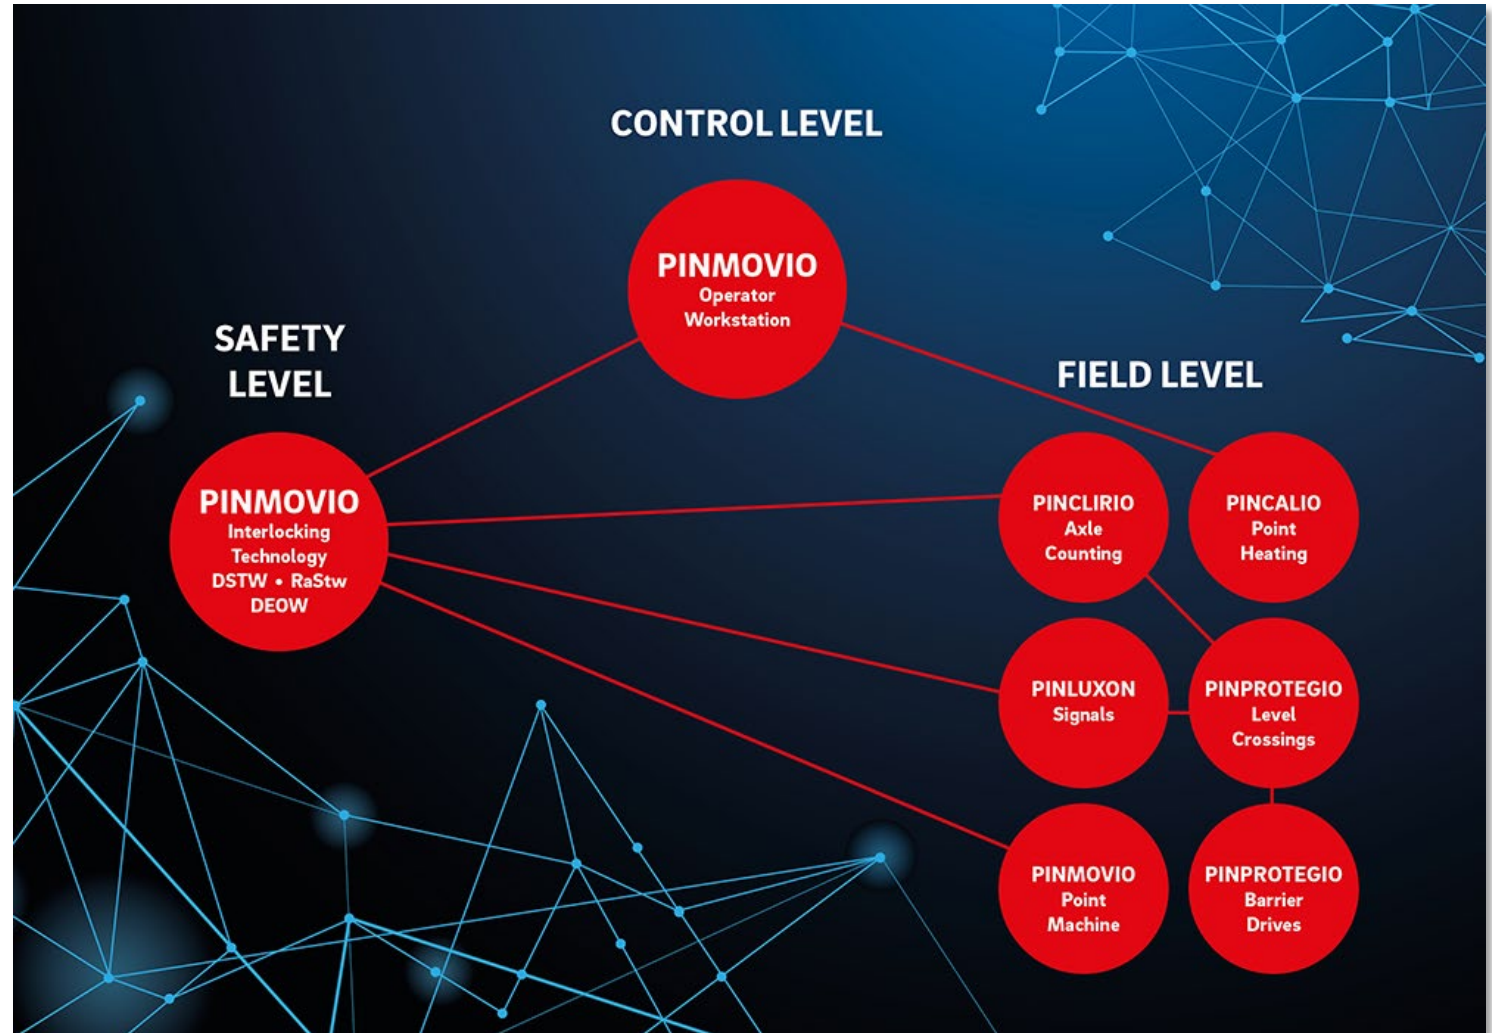 CONTROL LEVEL
PINMOVIO
Operator
Workstation
SAFETY
LEVEL
PINMOVIO
Interlocking
Technology
DSTW • RaStw
DEOW
FIELD LEVEL
PINCLIRIO
Axle
Counting
PINCALIO
Point
Heating
PINLUXON
Signals
PINPROTEGIO
Level
Crossings
PINMOVIO
Point
Machine
PINPROTEGIO
Barrier
Drives